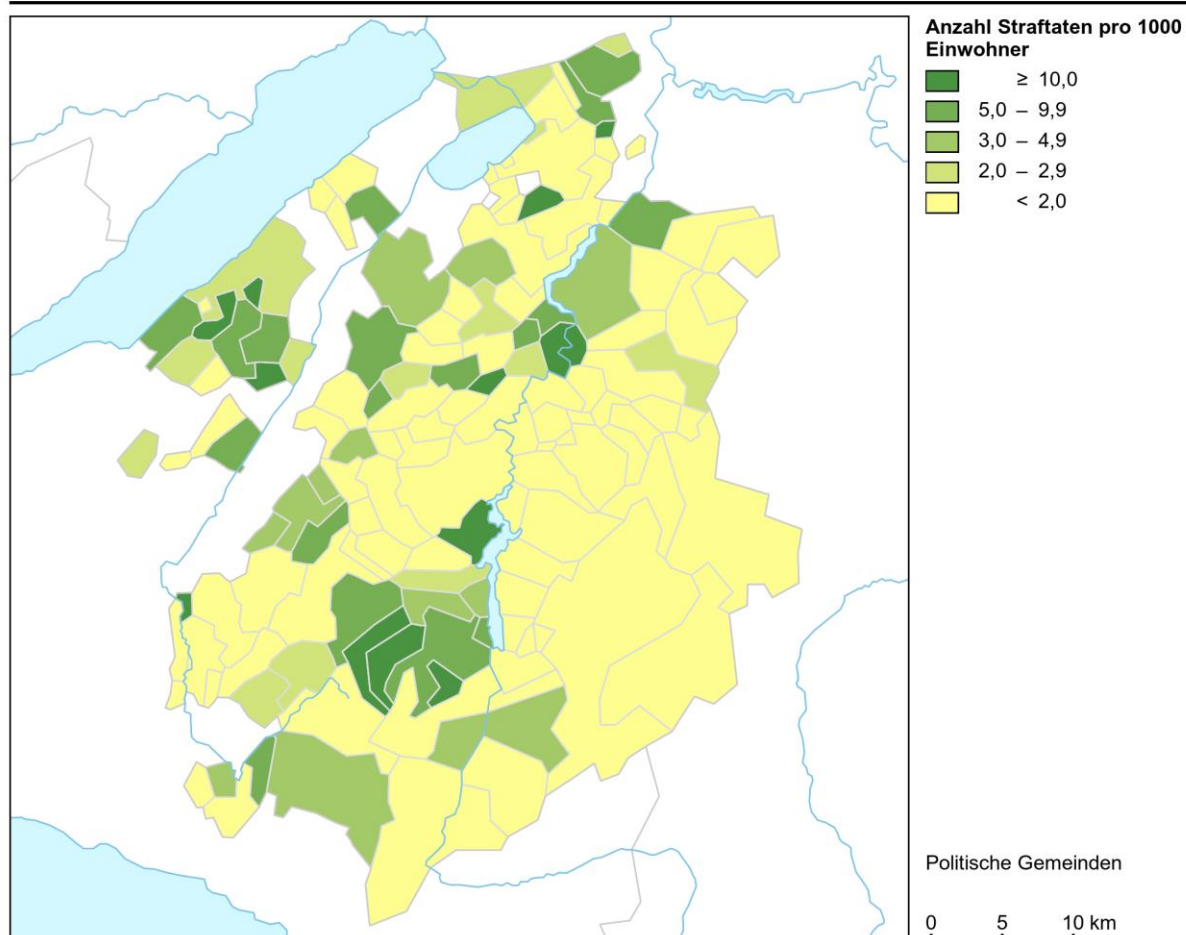 Anzahl Straftaten pro 1000
Einwohner
≥ 10,0
5,0 – 9,9
3,0 – 4,9
2,0 – 2,9
< 2,0
Politische Gemeinden
0 5 10 km